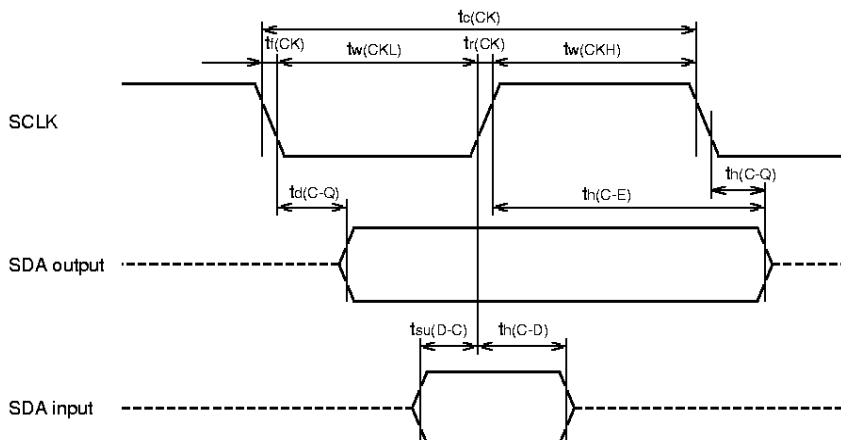 tc(CK)
tf(CK) tw(CKL) tr(CK) tw(CKH)
SCLK
th(C-Q)
td(C-Q) th(C-E)
SDA output
tsu(D-C) th(C-D)
SDA input